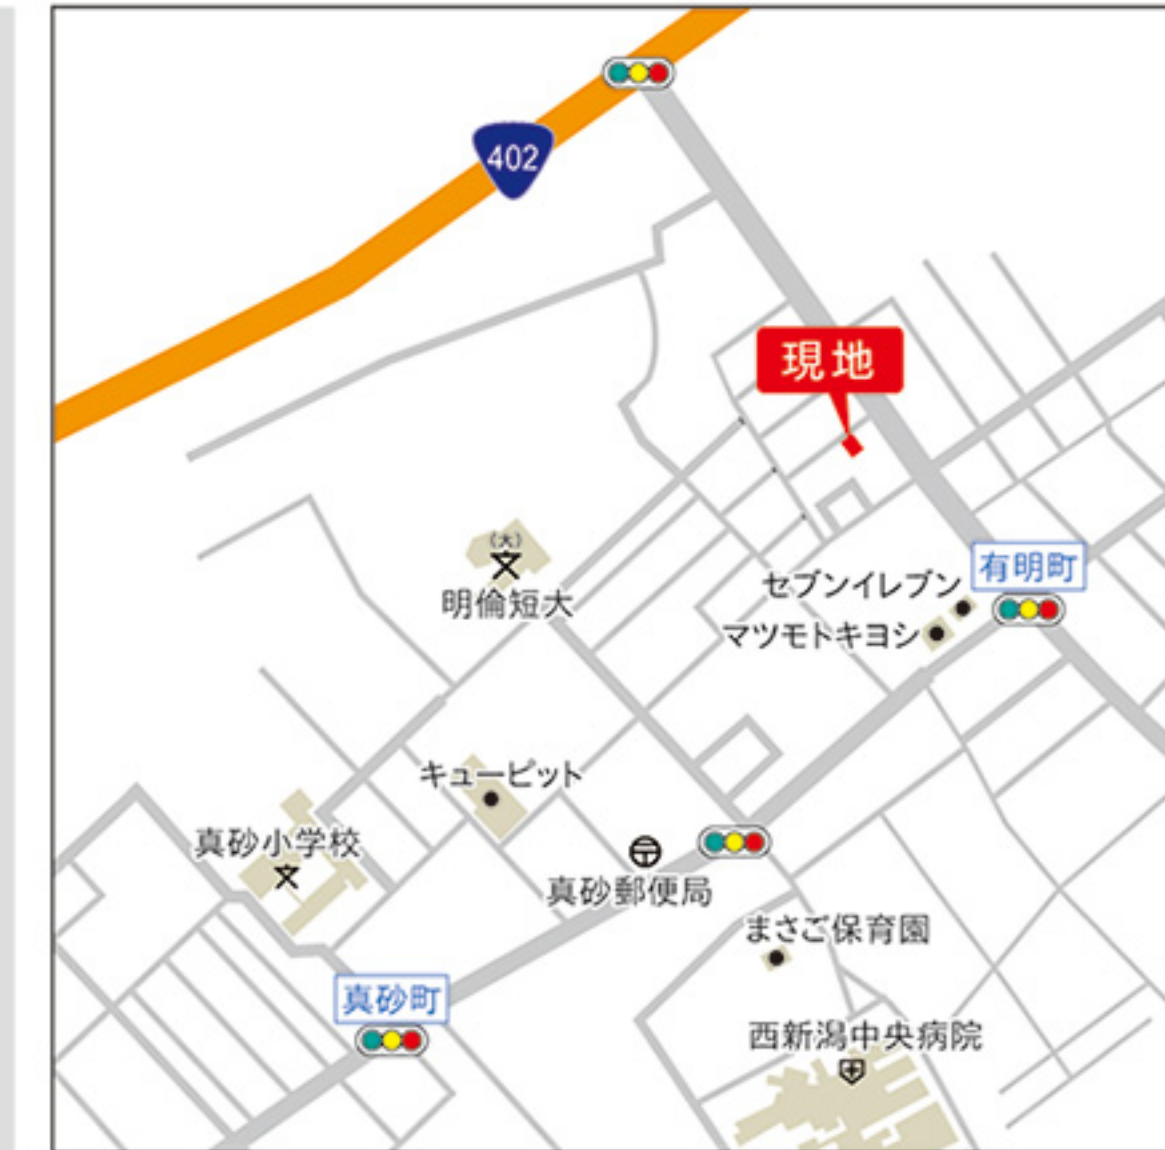 402
現地
有明町
セブンイレブン
マツモトキヨシ
(大)
明倫短大
キューピット
真砂小学校
真砂郵便局
まさご保育園
真砂町
西新潟中央病院